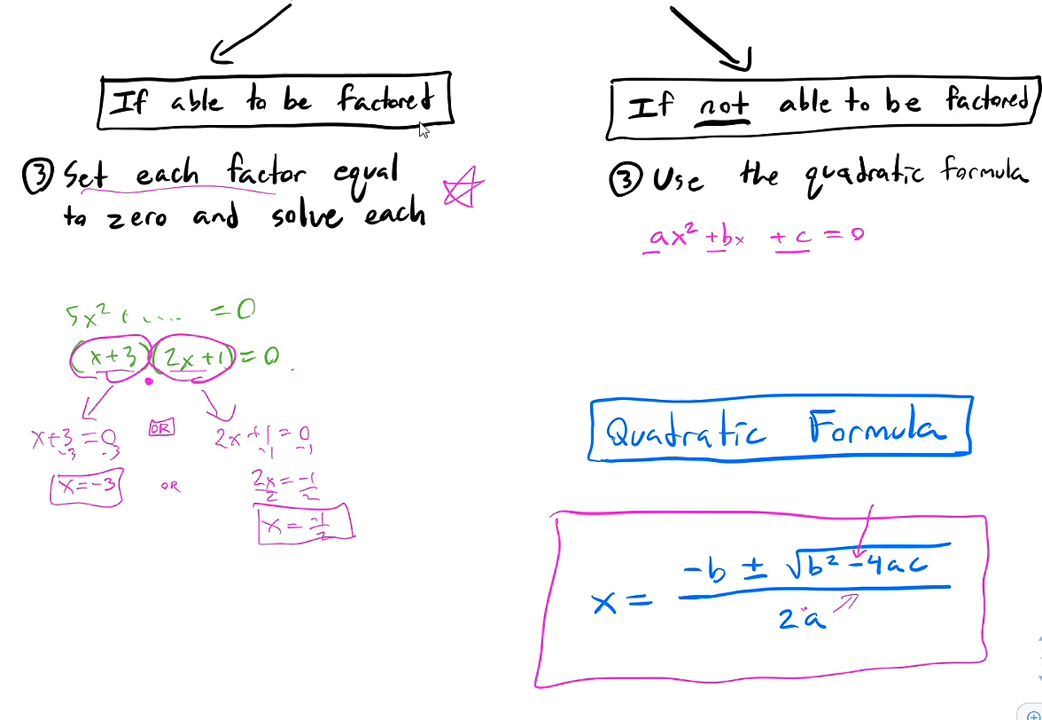 If able to be factored
③ Set each factor equal
to zero and solve each
5x² + .... = 0
(x+3)(2x+1) = 0
x+3 = 0 OR 2x+1 = 0
-3 -3 -1 -1
x = -3 OR 2x = -1
2 2
x = -1/2
If not able to be factored
③ Use the quadratic formula
ax² + bx + c = 0
Quadratic Formula
x = (-b ± √(b² - 4ac)) / (2·a)